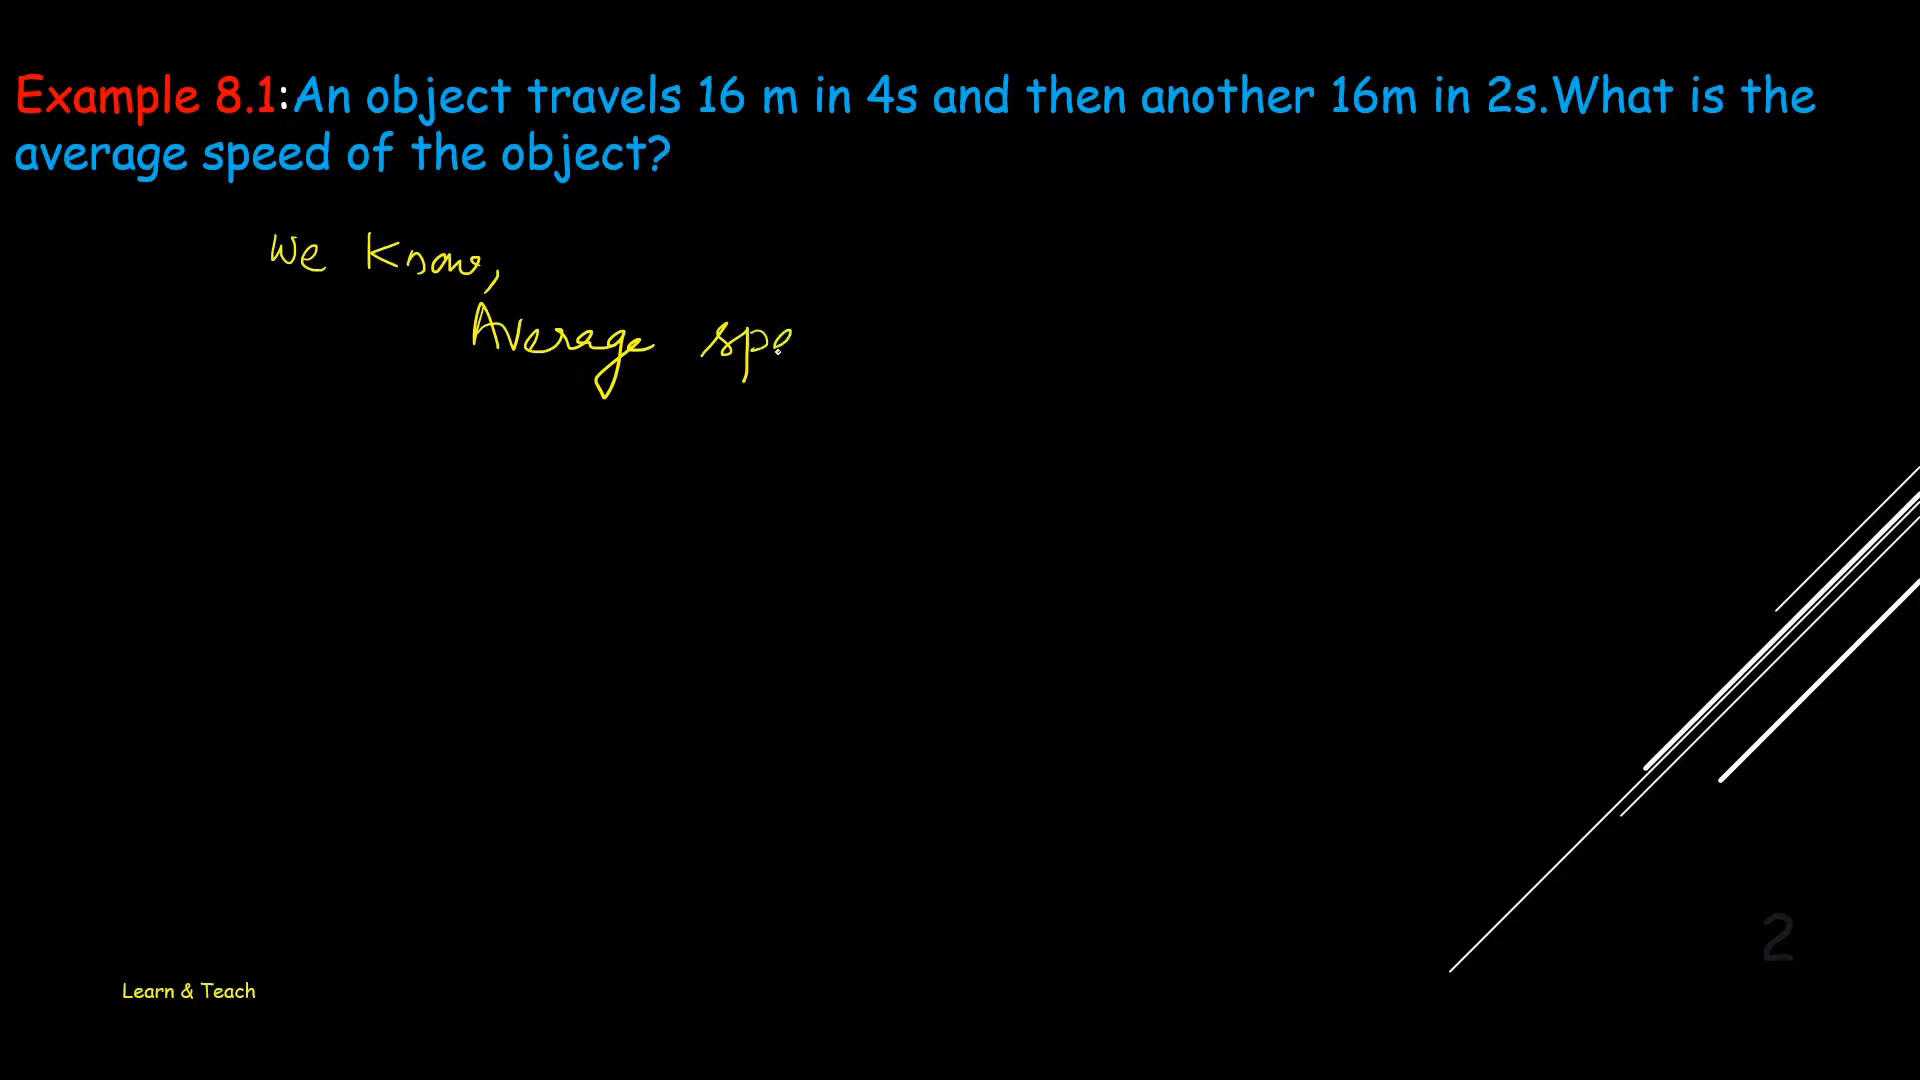 Example 8.1:An object travels 16 m in 4s and then another 16m in 2s.What is the
average speed of the object?
We Know,
Average spe
2
Learn & Teach